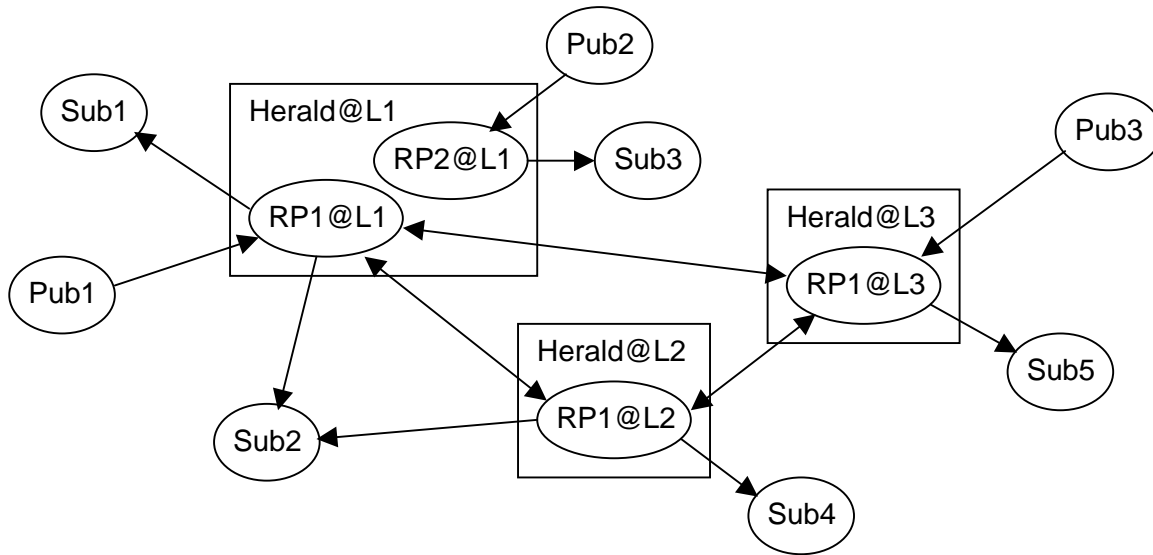 Pub2
Sub1
Herald@L1
Pub3
RP2@L1
Sub3
RP1@L1
Herald@L3
Pub1
RP1@L3
Herald@L2
Sub5
RP1@L2
Sub2
Sub4